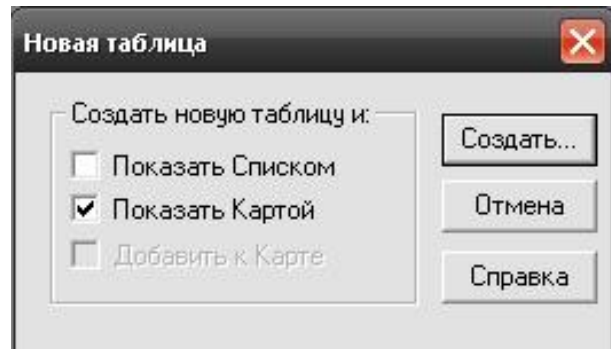 Новая таблица
Создать новую таблицу и:
Показать Списком
Показать Картой
Добавить к Карте
Создать...
Отмена
Справка